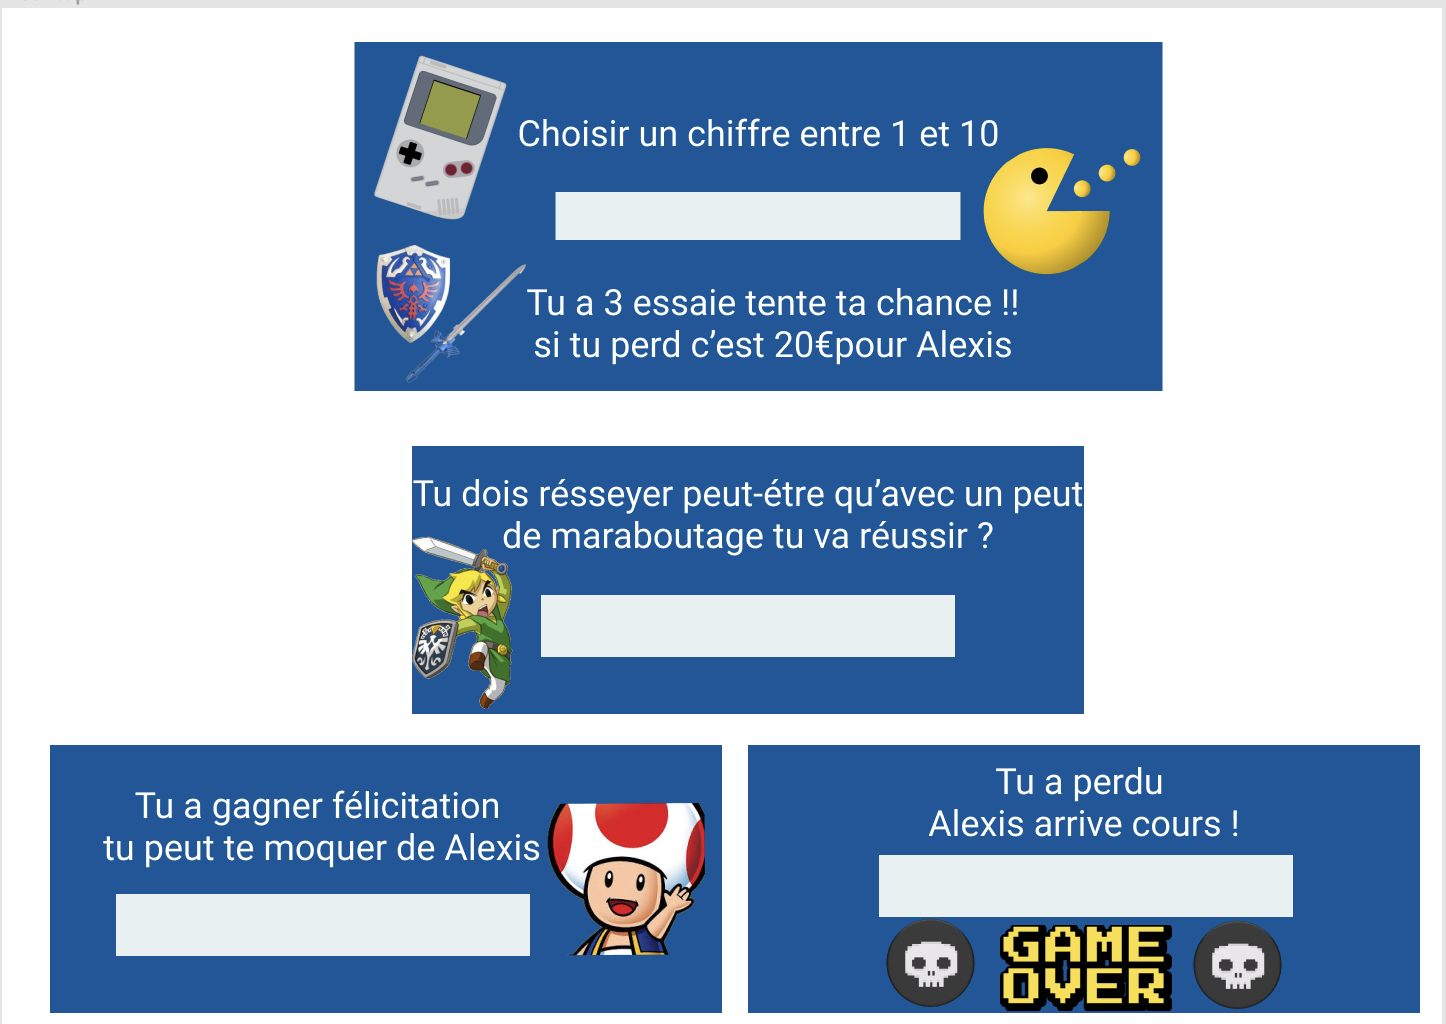 Choisir un chiffre entre 1 et 10
Tu a 3 essaie tente ta chance !!
si tu perd c’est 20€pour Alexis
Tu dois résseyer peut-étre qu’avec un peut
de maraboutage tu va réussir ?
Tu a gagner félicitation
tu peut te moquer de Alexis
Tu a perdu
Alexis arrive cours !
GAME
OVER